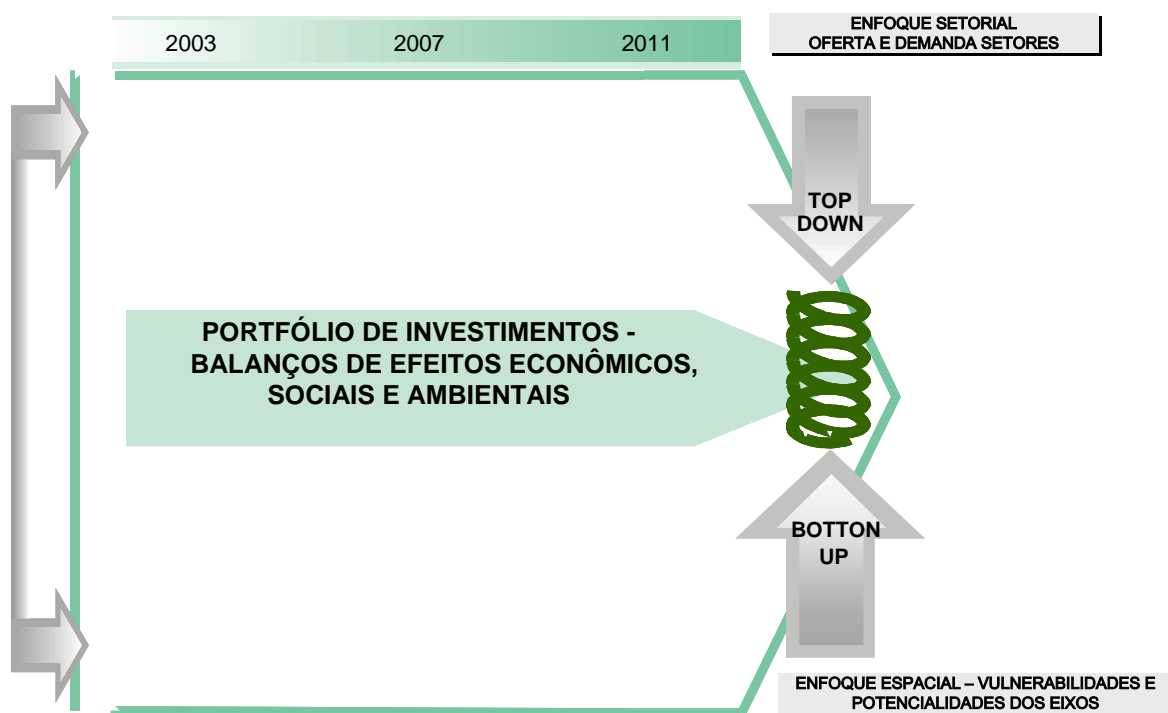 2003 2007 2011
ENFOQUE SETORIAL
OFERTA E DEMANDA SETORES
TOP
DOWN
PORTFÓLIO DE INVESTIMENTOS -
BALANÇOS DE EFEITOS ECONÔMICOS,
SOCIAIS E AMBIENTAIS
BOTTON
UP
ENFOQUE ESPACIAL – VULNERABILIDADES E
POTENCIALIDADES DOS EIXOS